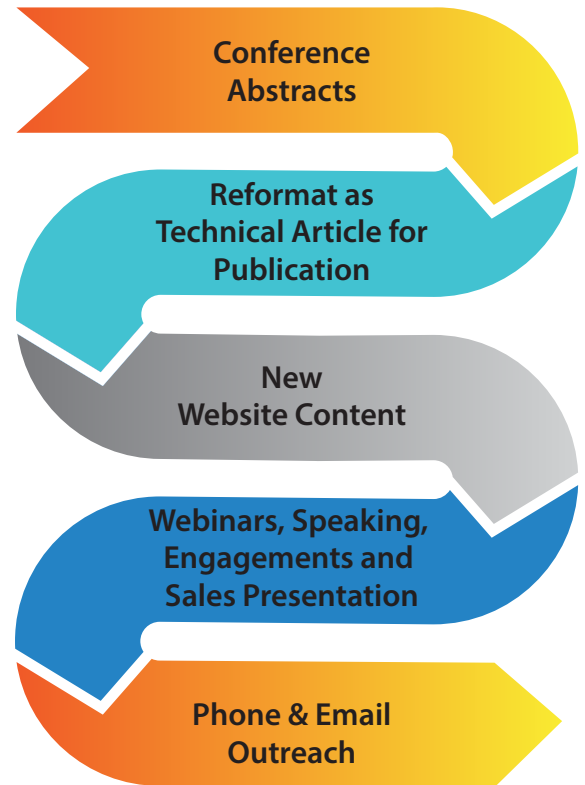 Conference
Abstracts
Reformat as
Technical Article for
Publication
New
Website Content
Webinars, Speaking,
Engagements and
Sales Presentation
Phone & Email
Outreach